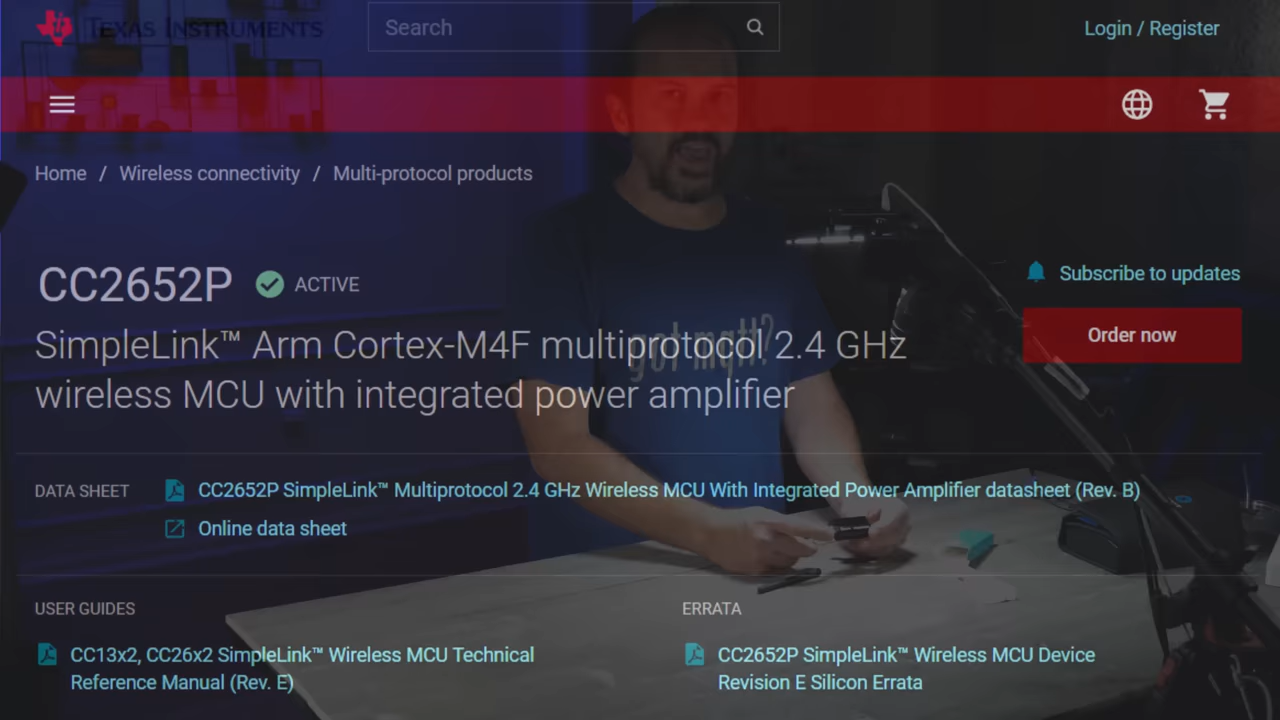 TEXAS INSTRUMENTS
Search
Login / Register
Home / Wireless connectivity / Multi-protocol products
CC2652P ACTIVE
Subscribe to updates
Order now
SimpleLink™ Arm Cortex-M4F multiprotocol 2.4 GHz
wireless MCU with integrated power amplifier
got mqtt?
DATA SHEET CC2652P SimpleLink™ Multiprotocol 2.4 GHz Wireless MCU With Integrated Power Amplifier datasheet (Rev. B)
Online data sheet
USER GUIDES
CC13x2, CC26x2 SimpleLink™ Wireless MCU Technical
Reference Manual (Rev. E)
ERRATA
CC2652P SimpleLink™ Wireless MCU Device
Revision E Silicon Errata